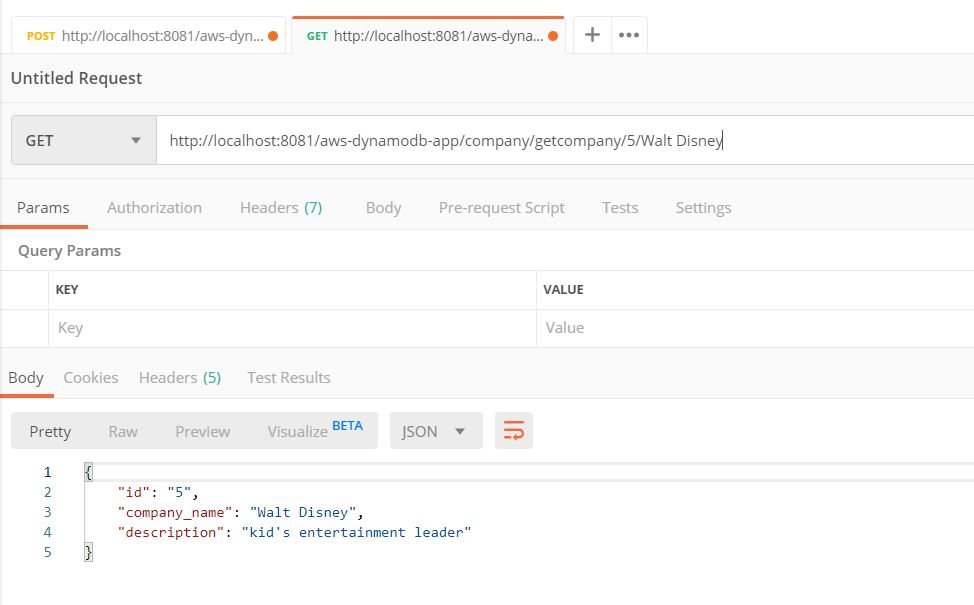 POST http://localhost:8081/aws-dyn... GET http://localhost:8081/aws-dyna... + •••
Untitled Request
GET http://localhost:8081/aws-dynamodb-app/company/getcompany/5/Walt Disney
Params Authorization Headers (7) Body Pre-request Script Tests Settings
Query Params
KEY VALUE
Key Value
Body Cookies Headers (5) Test Results
Pretty Raw Preview Visualize BETA JSON
1 {
2 "id": "5",
3 "company_name": "Walt Disney",
4 "description": "kid's entertainment leader"
5 }